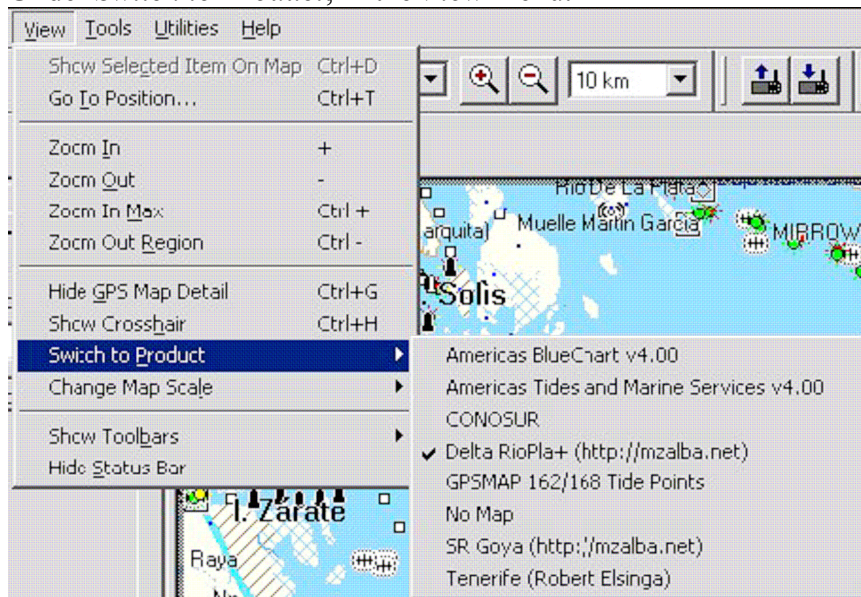 View Tools Utilities Help
Show Selected Item On Map Ctrl+D
Go To Position... Ctrl+T
10 km
Zoom In +
Zoom Out -
Zoom In Max Ctrl +
Zoom Out Region Ctrl -
Hide GPS Map Detail Ctrl+G
Show Crosshair Ctrl+H
Switch to Product
Change Map Scale
Show Toolbars
Hide Status Bar
Rio De La Plata
arquita)
Muelle Martin Garcia
MIRROW
Solis
Americas BlueChart v4.00
Americas Tides and Marine Services v4.00
CONOSUR
Delta RioPla+ (http://mzalba.net)
GPSMAP 162/168 Tide Points
No Map
SR Goya (http://mzalba.net)
Tenerife (Robert Elsinga)
I. Zárate
Raya